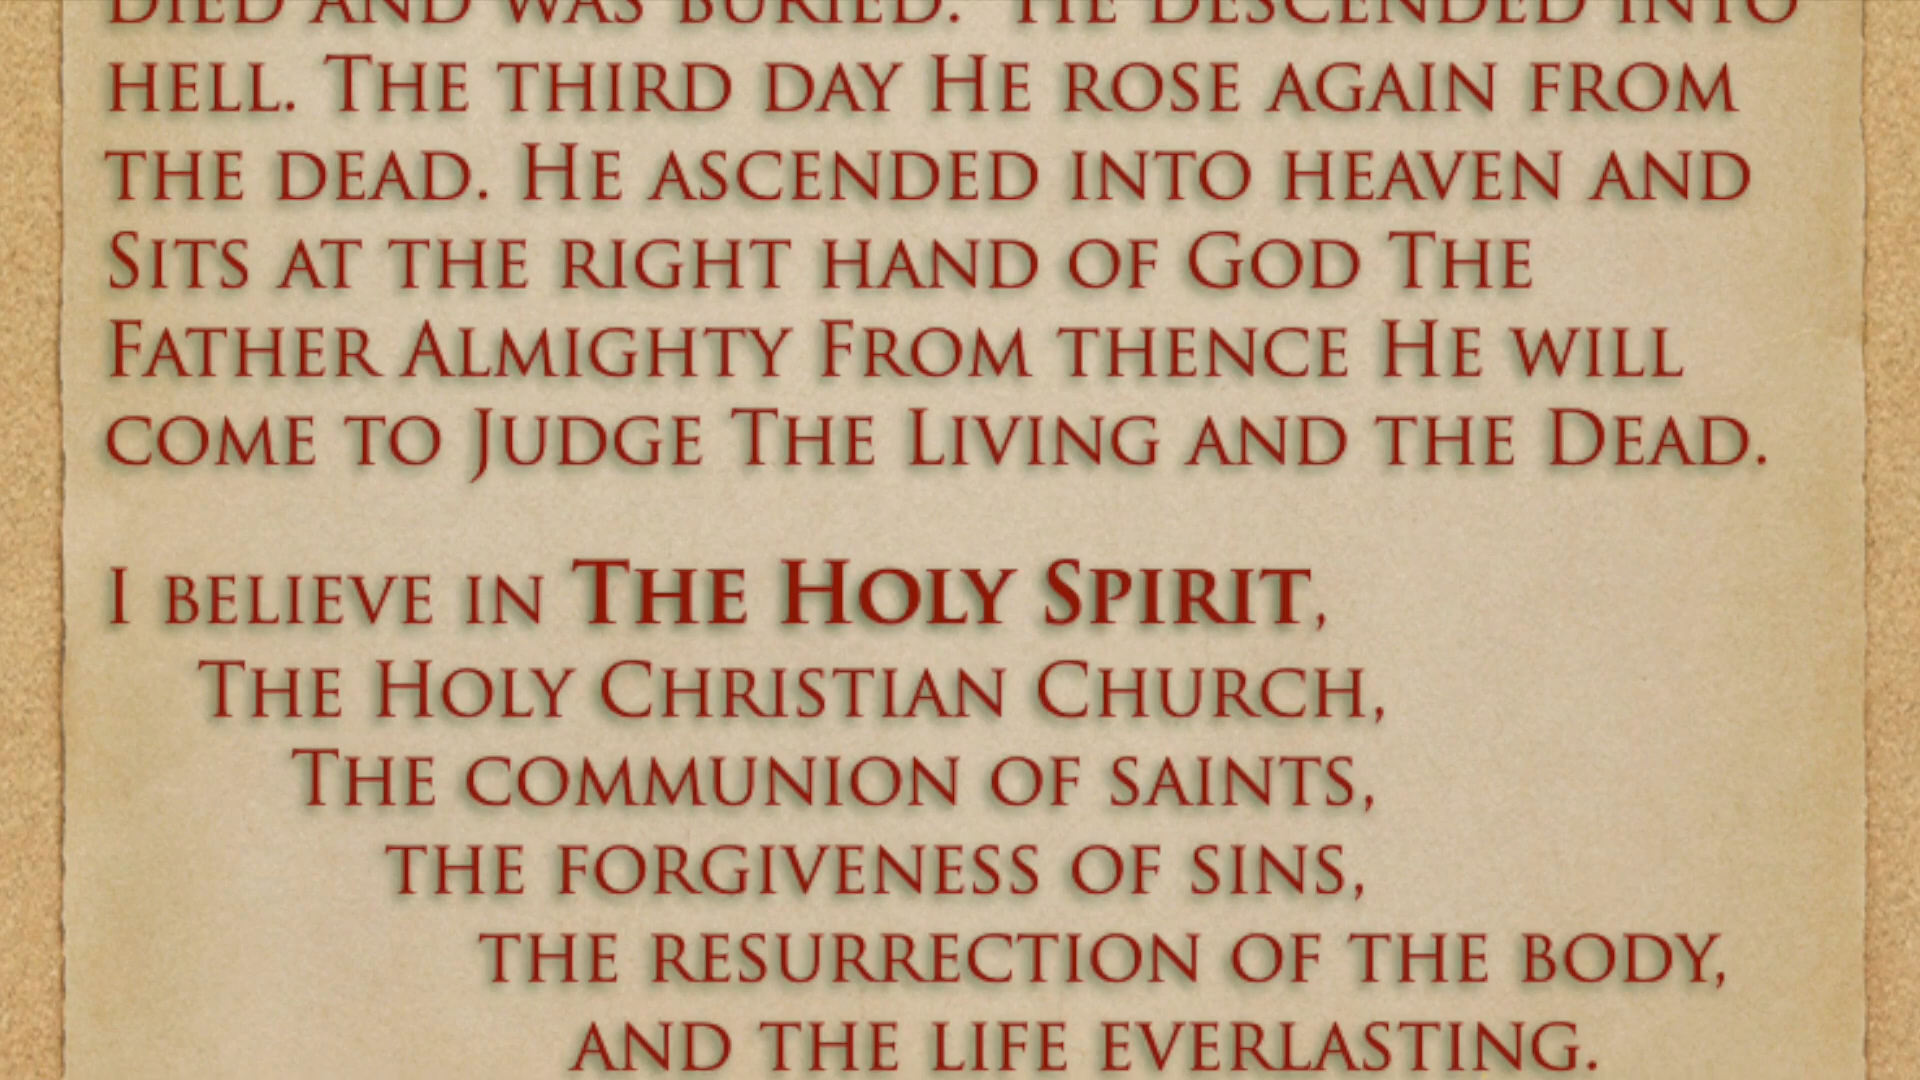 DIED AND WAS BURIED. HE DESCENDED INTO
HELL. THE THIRD DAY HE ROSE AGAIN FROM
THE DEAD. HE ASCENDED INTO HEAVEN AND
SITS AT THE RIGHT HAND OF GOD THE
FATHER ALMIGHTY FROM THENCE HE WILL
COME TO JUDGE THE LIVING AND THE DEAD.
I BELIEVE IN THE HOLY SPIRIT,
THE HOLY CHRISTIAN CHURCH,
THE COMMUNION OF SAINTS,
THE FORGIVENESS OF SINS,
THE RESURRECTION OF THE BODY,
AND THE LIFE EVERLASTING.